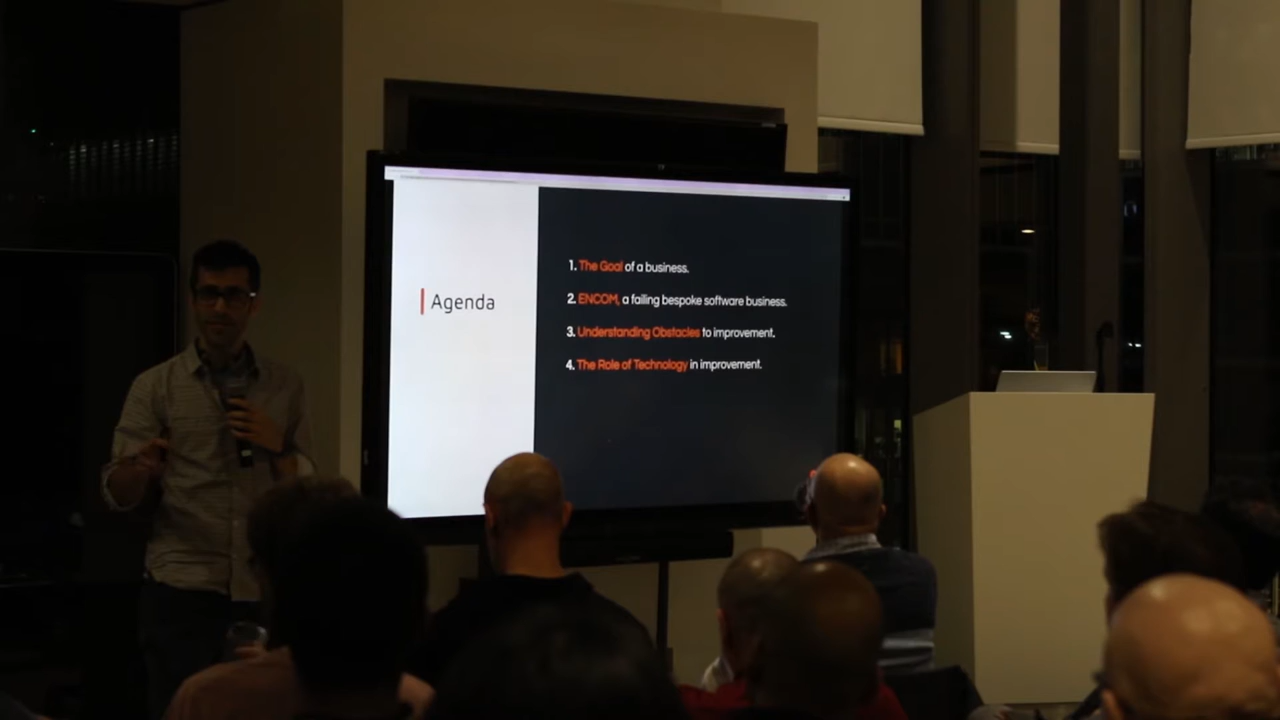 Agenda
1. The Goal of a business.
2. ENCOM, a failing bespoke software business.
3. Understanding Obstacles to improvement.
4. The Role of Technology in improvement.